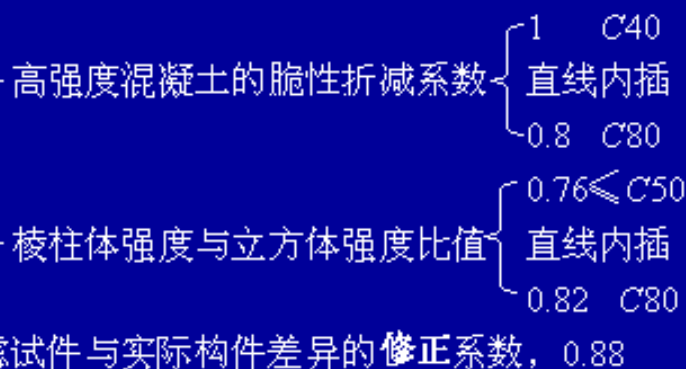 1 C40
高强度混凝土的脆性折减系数 直线内插
0.8 C80
0.76≤C50
棱柱体强度与立方体强度比值 直线内插
0.82 C80
试件与实际构件差异的修正系数，0.88